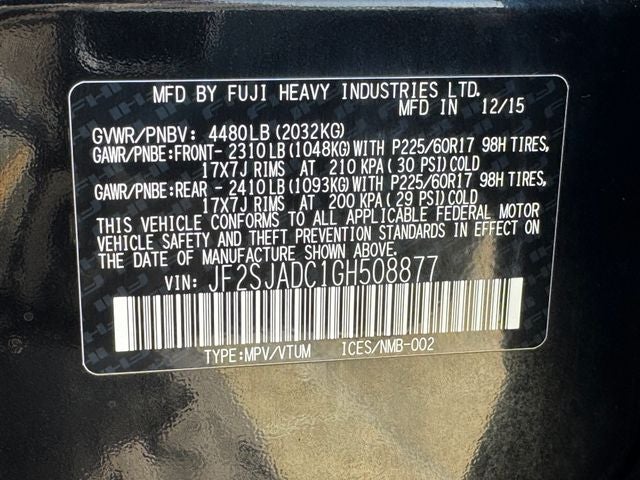 MFD BY FUJI HEAVY INDUSTRIES LTD.
MFD IN 12/15
GVWR/PNBV: 4480LB(2032KG)
GAWR/PNBE:FRONT- 2310LB(1048KG)WITH P225/60R17 98H TIRES,
17X7J RIMS AT 210 KPA(30 PSI)COLD
GAWR/PNBE:REAR - 2410LB(1093KG)WITH P225/60R17 98H TIRES,
17X7J RIMS AT 200 KPA(29 PSI)COLD
THIS VEHICLE CONFORMS TO ALL APPLICABLE FEDERAL MOTOR
VEHICLE SAFETY AND THEFT PREVENTION STANDARDS IN EFFECT ON
THE DATE OF MANUFACTURE SHOWN ABOVE.
VIN: JF2SJADC1GH508877
TYPE:MPV/VTUM ICES/NMB-002